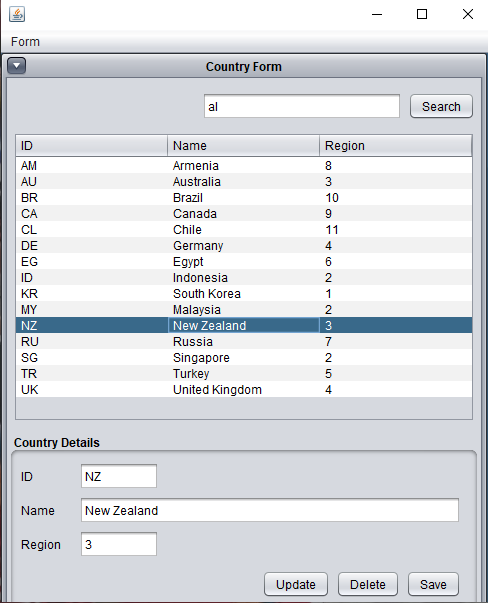 Form
Country Form
al Search
ID Name Region
AM Armenia 8
AU Australia 3
BR Brazil 10
CA Canada 9
CL Chile 11
DE Germany 4
EG Egypt 6
ID Indonesia 2
KR South Korea 1
MY Malaysia 2
NZ New Zealand 3
RU Russia 7
SG Singapore 2
TR Turkey 5
UK United Kingdom 4
Country Details
ID NZ
Name New Zealand
Region 3
Update Delete Save